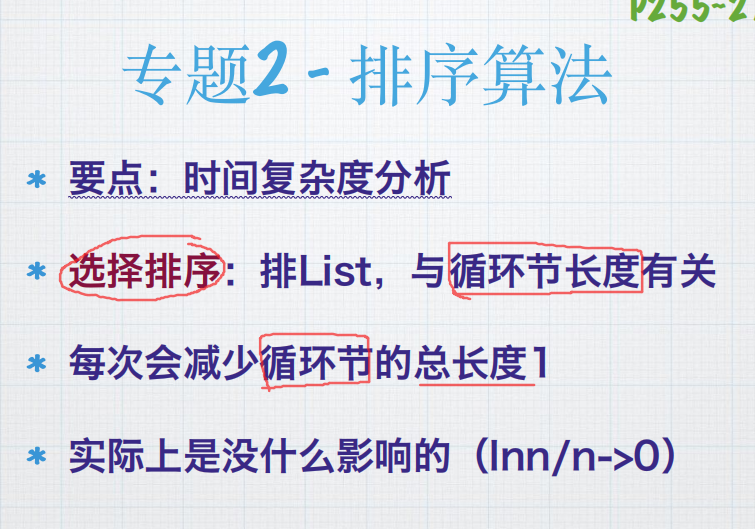 P255~2
专题2-排序算法
* 要点：时间复杂度分析
* 选择排序：排List，与循环节长度有关
* 每次会减少循环节的总长度1
* 实际上是没什么影响的（lnn/n->0）